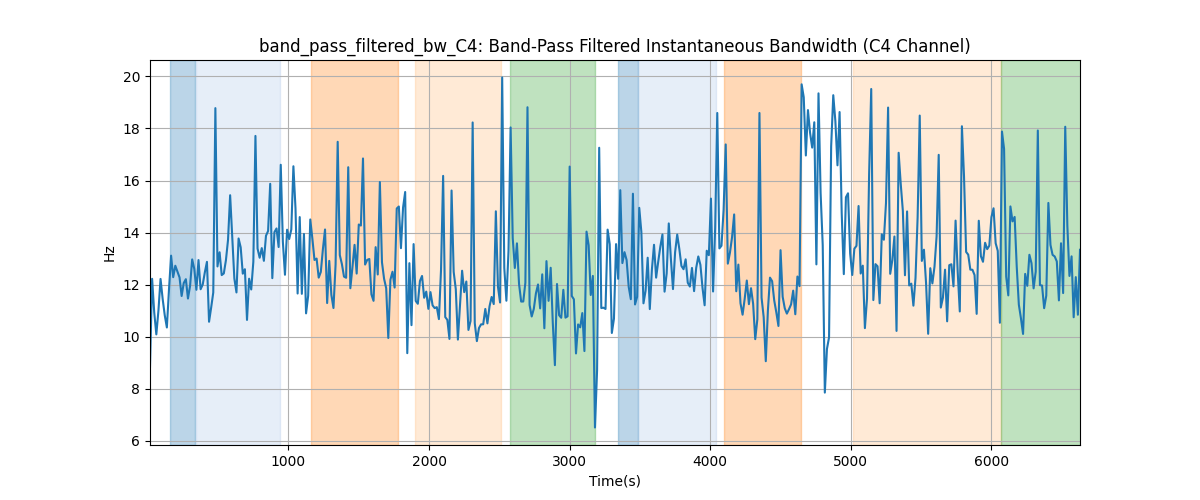 band_pass_filtered_bw_C4: Band-Pass Filtered Instantaneous Bandwidth (C4 Channel)
20
18
16
14
12
10
8
6
Hz
1000 2000 3000 4000 5000 6000
Time(s)